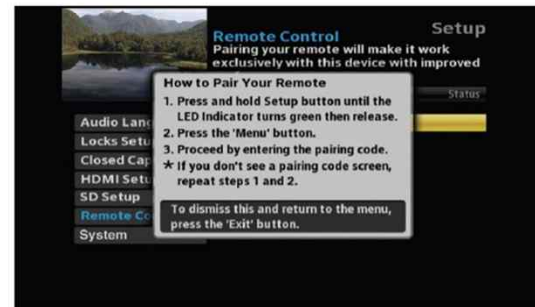 Setup
Remote Control
Pairing your remote will make it work
exclusively with this device with improved
Status
How to Pair Your Remote
1. Press and hold Setup button until the
LED Indicator turns green then release.
2. Press the 'Menu' button.
3. Proceed by entering the pairing code.
* If you don't see a pairing code screen,
repeat steps 1 and 2.
To dismiss this and return to the menu,
press the 'Exit' button.
Audio Lang
Locks Setu
Closed Cap
HDMI Setu
SD Setup
Remote Co
System